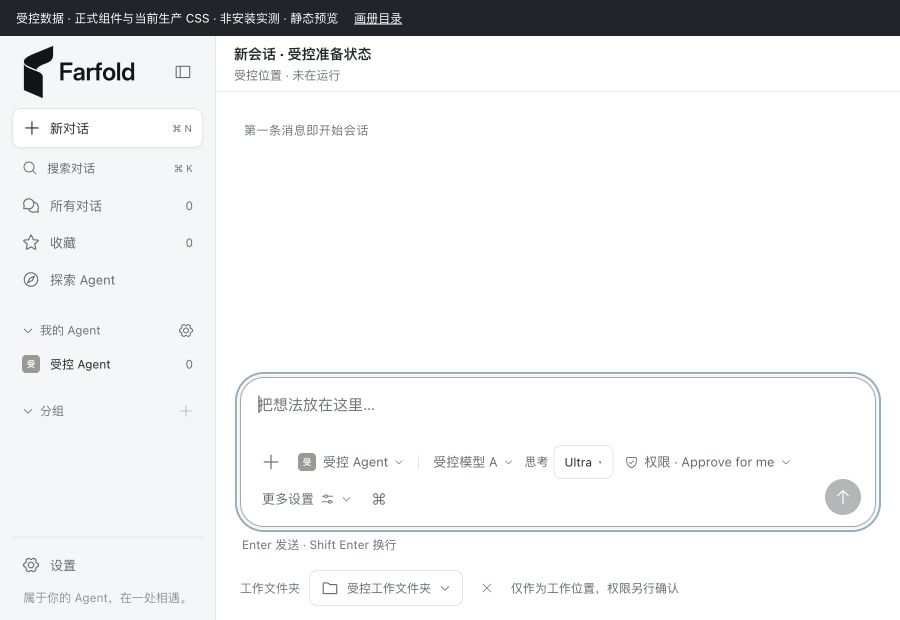 受控数据 · 正式组件与当前生产 CSS · 非安装实测 · 静态预览 画册目录
Farfold
新对话 ⌘ N
搜索对话 ⌘ K
所有对话 0
收藏 0
探索 Agent
我的 Agent
受 受控 Agent 0
分组
设置
属于你的 Agent，在一处相遇。
新会话 · 受控准备状态
受控位置 · 未在运行
第一条消息即开始会话
把想法放在这里...
受 受控 Agent 受控模型 A 思考 Ultra · 权限 · Approve for me
更多设置 ⌘
Enter 发送 · Shift Enter 换行
工作文件夹 受控工作文件夹 仅作为工作位置，权限另行确认